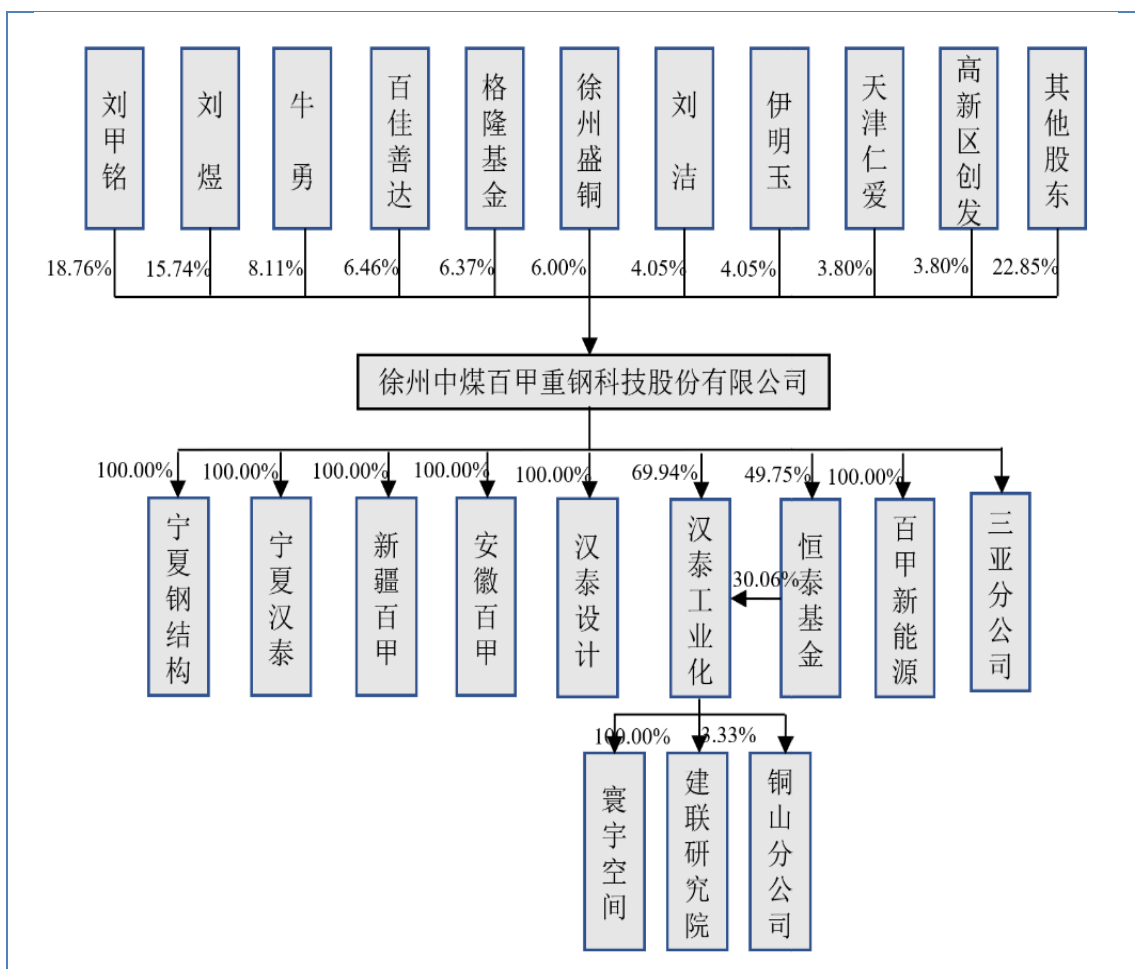 刘甲铭
刘煜
牛勇
百佳善达
格隆基金
徐州盛铜
刘洁
伊明玉
天津仁爱
高新区创发
其他股东
18.76%
15.74%
8.11%
6.46%
6.37%
6.00%
4.05%
4.05%
3.80%
3.80%
22.85%
徐州中煤百甲重钢科技股份有限公司
100.00%
100.00%
100.00%
100.00%
100.00%
69.94%
49.75%
100.00%
宁夏钢结构
宁夏汉泰
新疆百甲
安徽百甲
汉泰设计
汉泰工业化
30.06%
恒泰基金
百甲新能源
三亚分公司
100.00%
3.33%
寰宇空间
建联研究院
铜山分公司